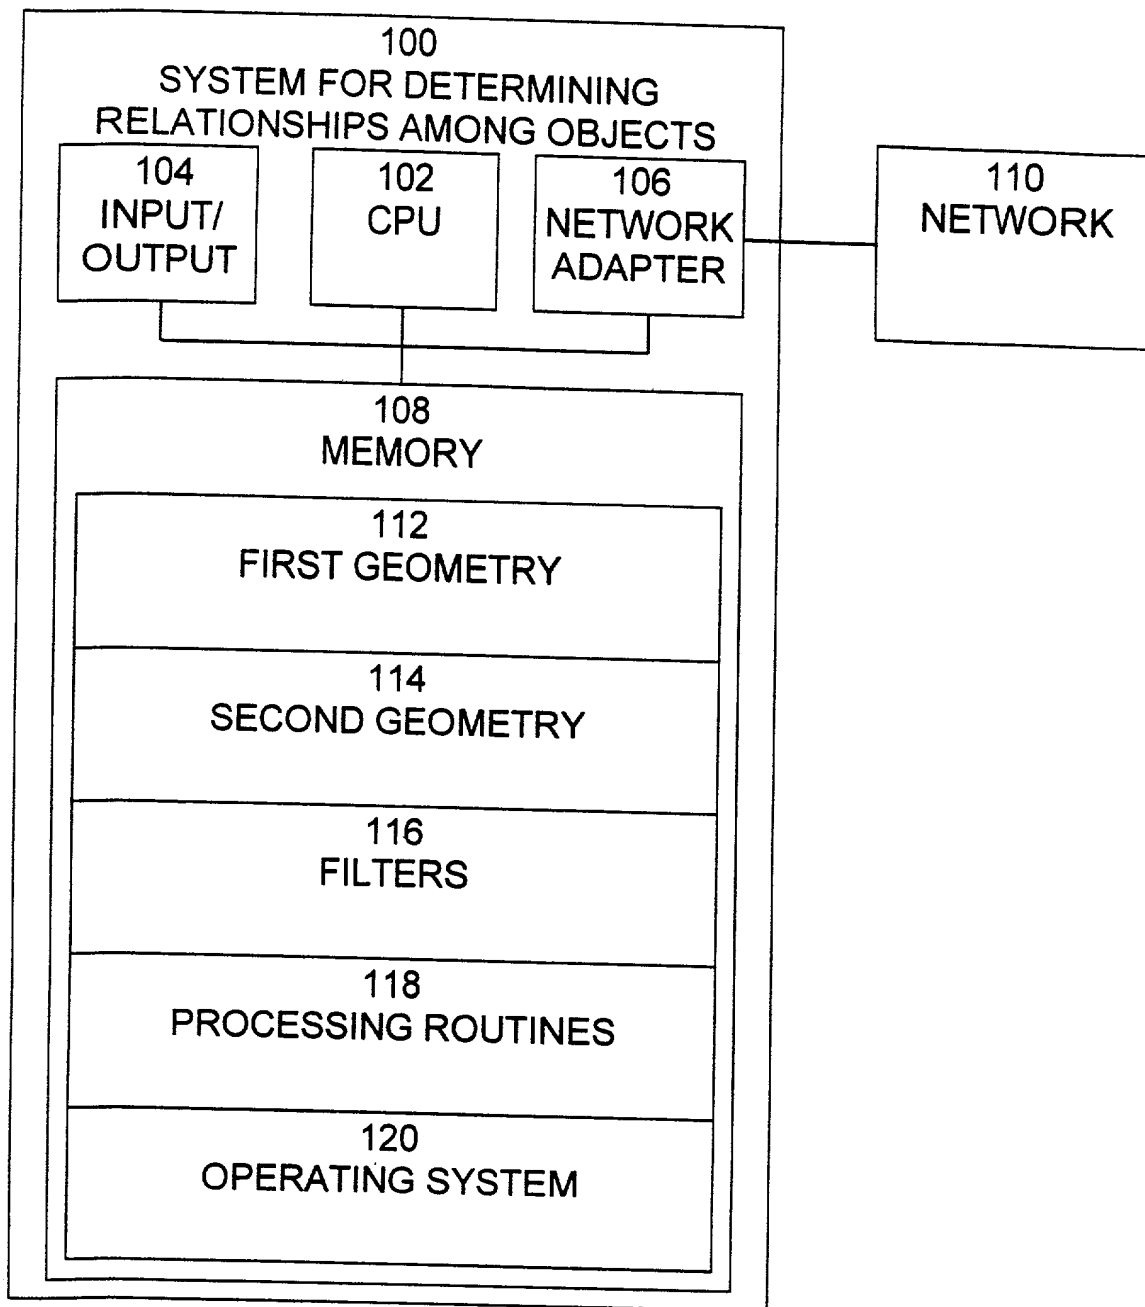 100
SYSTEM FOR DETERMINING
RELATIONSHIPS AMONG OBJECTS
104
INPUT/
OUTPUT
102
CPU
106
NETWORK
ADAPTER
110
NETWORK
108
MEMORY
112
FIRST GEOMETRY
114
SECOND GEOMETRY
116
FILTERS
118
PROCESSING ROUTINES
120
OPERATING SYSTEM